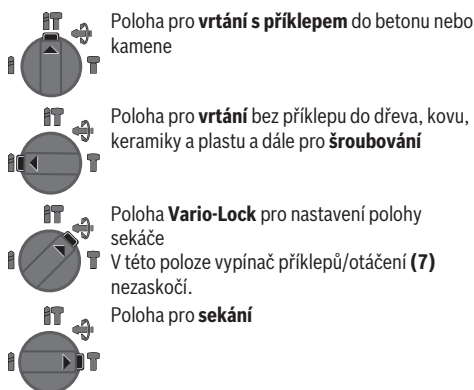 Poloha pro vrtání s příklepem do betonu nebo
kamene
Poloha pro vrtání bez příklepu do dřeva, kovu,
keramiky a plastu a dále pro šroubování
Poloha Vario-Lock pro nastavení polohy
sekáče
V této poloze vypínač příklepů/otáčení (7)
nezaskočí.
Poloha pro sekání